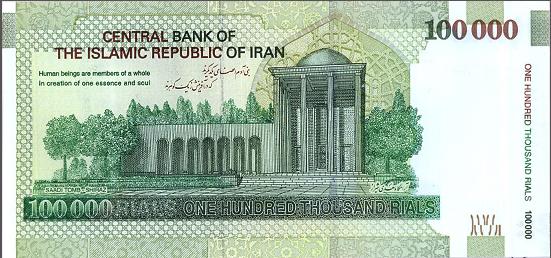 CENTRAL BANK OF
THE ISLAMIC REPUBLIC OF IRAN
100 000
Human beings are members of a whole
In creation of one essence and soul
بنی آدم اعضای یکدیگرند
که در آفرینش ز یک گوهرند
SAADI TOMB - SHIRAZ
100 000 RIALS
ONE HUNDRED THOUSAND RIALS
ONE HUNDRED THOUSAND RIALS 100000